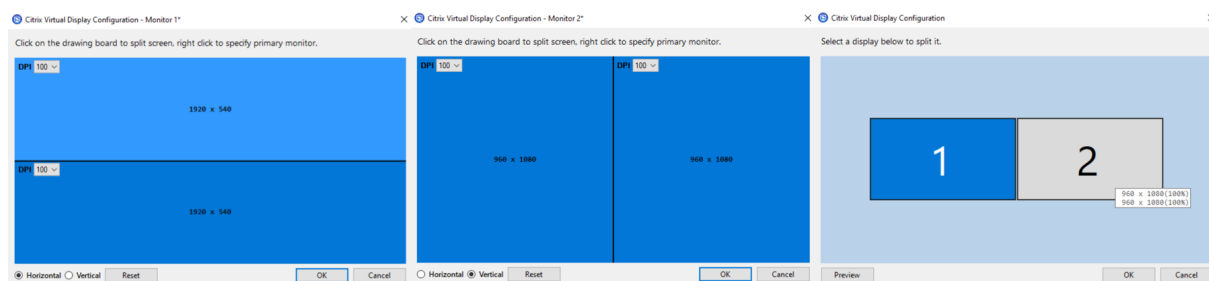 Citrix Virtual Display Configuration - Monitor 1*
Click on the drawing board to split screen, right click to specify primary monitor.
DPI 100
1920 x 540
DPI 100
1920 x 540
Horizontal Vertical Reset OK Cancel
Citrix Virtual Display Configuration - Monitor 2*
Click on the drawing board to split screen, right click to specify primary monitor.
DPI 100 DPI 100
960 x 1080 960 x 1080
Horizontal Vertical Reset OK Cancel
Citrix Virtual Display Configuration
Select a display below to split it.
1 2
960 x 1080(100%)
960 x 1080(100%)
Preview OK Cancel